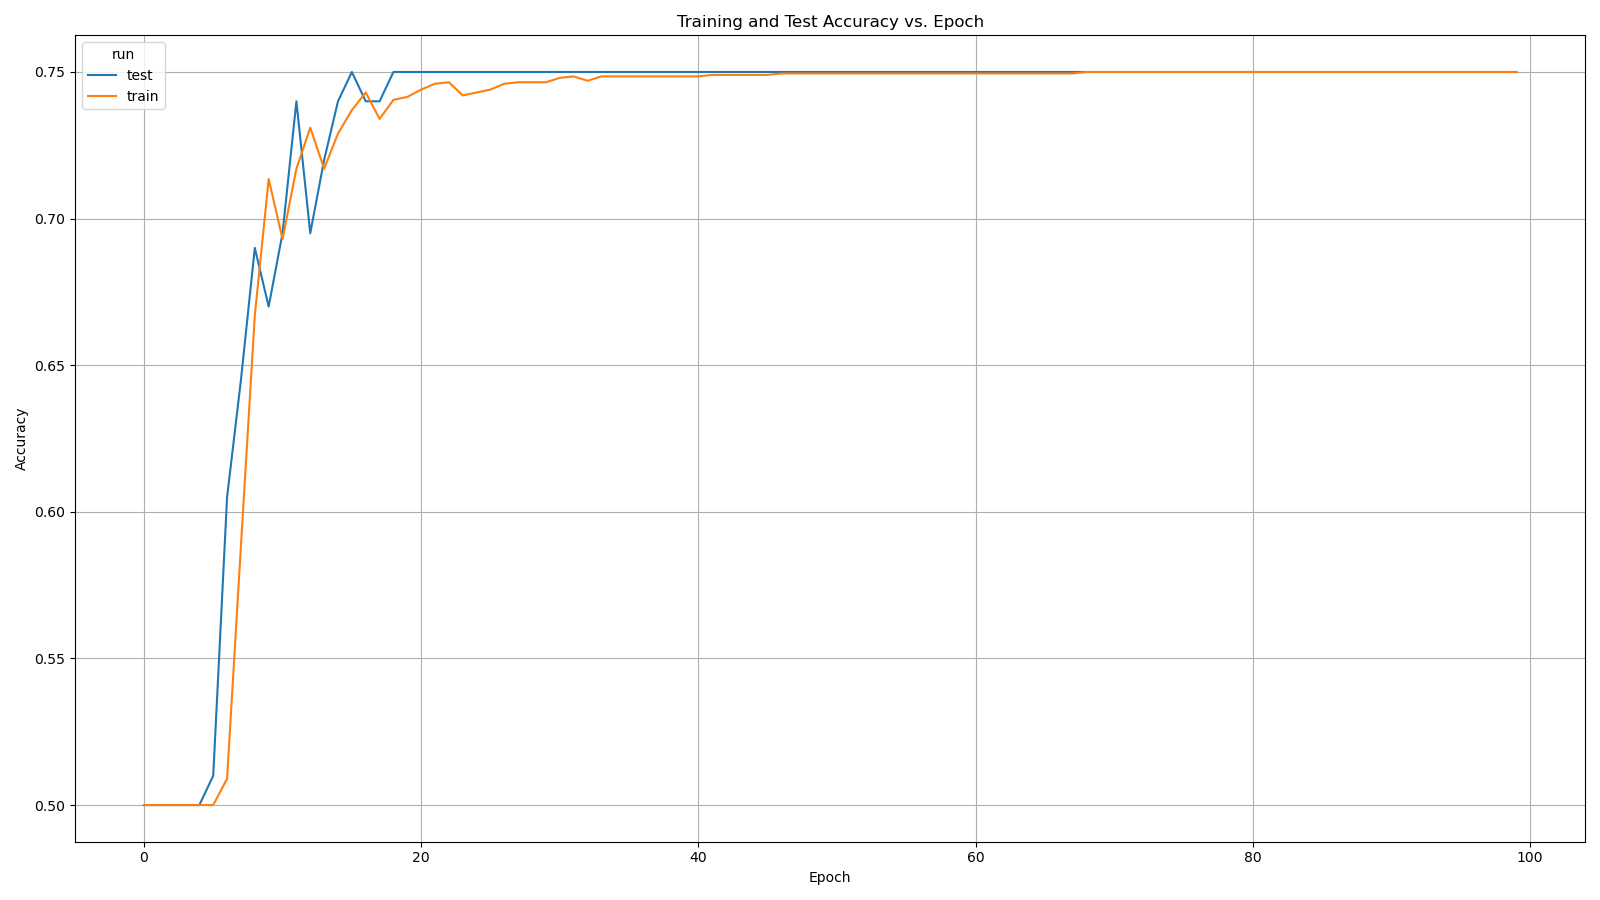 Training and Test Accuracy vs. Epoch
run
test
train
0.75
0.70
0.65
0.60
0.55
0.50
Accuracy
0 20 40 60 80 100
Epoch